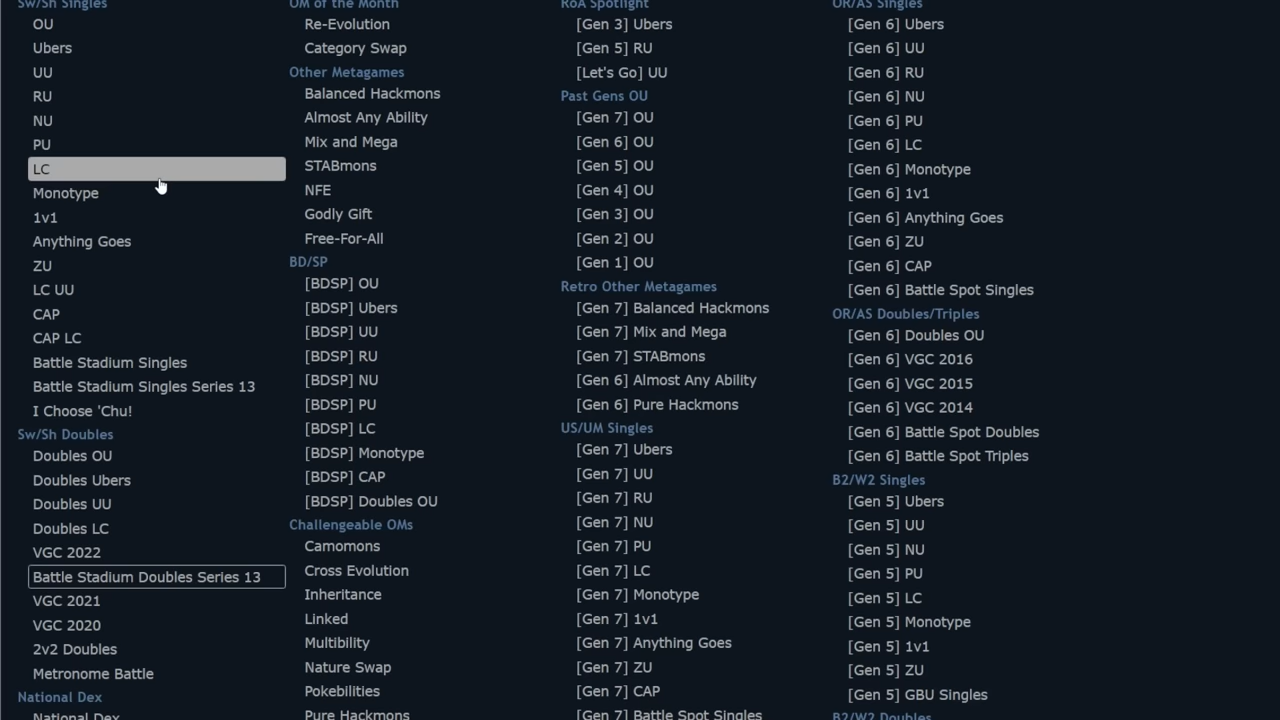 Sw/Sh Singles
OU
Ubers
UU
RU
NU
PU
LC
Monotype
1v1
Anything Goes
ZU
LC UU
CAP
CAP LC
Battle Stadium Singles
Battle Stadium Singles Series 13
I Choose 'Chu!
Sw/Sh Doubles
Doubles OU
Doubles Ubers
Doubles UU
Doubles LC
VGC 2022
Battle Stadium Doubles Series 13
VGC 2021
VGC 2020
2v2 Doubles
Metronome Battle
National Dex
National Dex
OM of the Month
Re-Evolution
Category Swap
Other Metagames
Balanced Hackmons
Almost Any Ability
Mix and Mega
STABmons
NFE
Godly Gift
Free-For-All
BD/SP
[BDSP] OU
[BDSP] Ubers
[BDSP] UU
[BDSP] RU
[BDSP] NU
[BDSP] PU
[BDSP] LC
[BDSP] Monotype
[BDSP] CAP
[BDSP] Doubles OU
Challengeable OMs
Camomons
Cross Evolution
Inheritance
Linked
Multibility
Nature Swap
Pokebilities
Pure Hackmons
RoA Spotlight
[Gen 3] Ubers
[Gen 5] RU
[Let's Go] UU
Past Gens OU
[Gen 7] OU
[Gen 6] OU
[Gen 5] OU
[Gen 4] OU
[Gen 3] OU
[Gen 2] OU
[Gen 1] OU
Retro Other Metagames
[Gen 7] Balanced Hackmons
[Gen 7] Mix and Mega
[Gen 7] STABmons
[Gen 6] Almost Any Ability
[Gen 6] Pure Hackmons
US/UM Singles
[Gen 7] Ubers
[Gen 7] UU
[Gen 7] RU
[Gen 7] NU
[Gen 7] PU
[Gen 7] LC
[Gen 7] Monotype
[Gen 7] 1v1
[Gen 7] Anything Goes
[Gen 7] ZU
[Gen 7] CAP
[Gen 7] Battle Spot Singles
OR/AS Singles
[Gen 6] Ubers
[Gen 6] UU
[Gen 6] RU
[Gen 6] NU
[Gen 6] PU
[Gen 6] LC
[Gen 6] Monotype
[Gen 6] 1v1
[Gen 6] Anything Goes
[Gen 6] ZU
[Gen 6] CAP
[Gen 6] Battle Spot Singles
OR/AS Doubles/Triples
[Gen 6] Doubles OU
[Gen 6] VGC 2016
[Gen 6] VGC 2015
[Gen 6] VGC 2014
[Gen 6] Battle Spot Doubles
[Gen 6] Battle Spot Triples
B2/W2 Singles
[Gen 5] Ubers
[Gen 5] UU
[Gen 5] NU
[Gen 5] PU
[Gen 5] LC
[Gen 5] Monotype
[Gen 5] 1v1
[Gen 5] ZU
[Gen 5] GBU Singles
B2/W2 Doubles